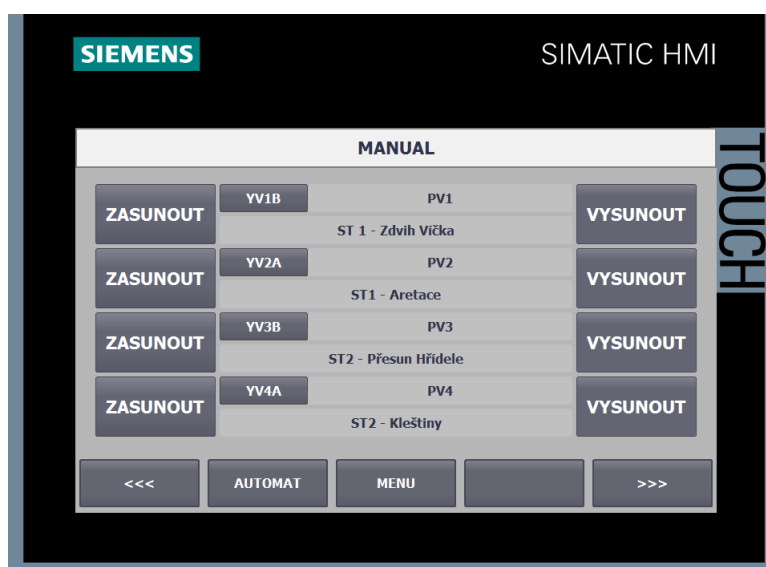 SIEMENS
SIMATIC HMI
TOUCH
MANUAL
ZASUNOUT
YV1B
PV1
VYSUNOUT
ST 1 - Zdvih Víčka
ZASUNOUT
YV2A
PV2
VYSUNOUT
ST1 - Aretace
ZASUNOUT
YV3B
PV3
VYSUNOUT
ST2 - Přesun Hřídele
ZASUNOUT
YV4A
PV4
VYSUNOUT
ST2 - Kleštiny
<<<
AUTOMAT
MENU
>>>